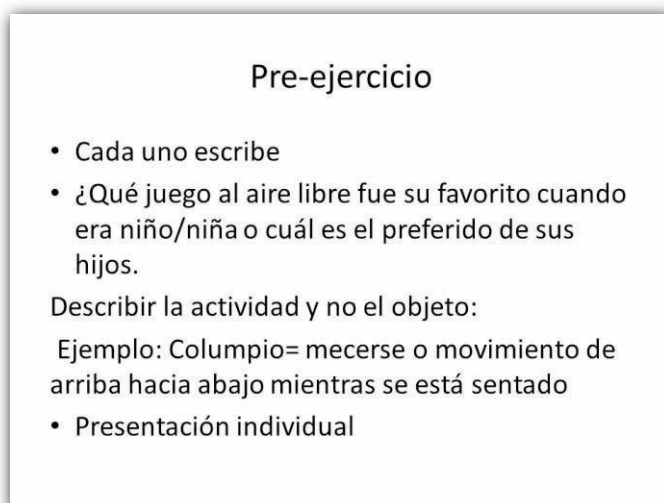 Pre-ejercicio
• Cada uno escribe
• ¿Qué juego al aire libre fue su favorito cuando
era niño/niña o cuál es el preferido de sus
hijos.
Describir la actividad y no el objeto:
Ejemplo: Columpio= mecerse o movimiento de
arriba hacia abajo mientras se está sentado
• Presentación individual